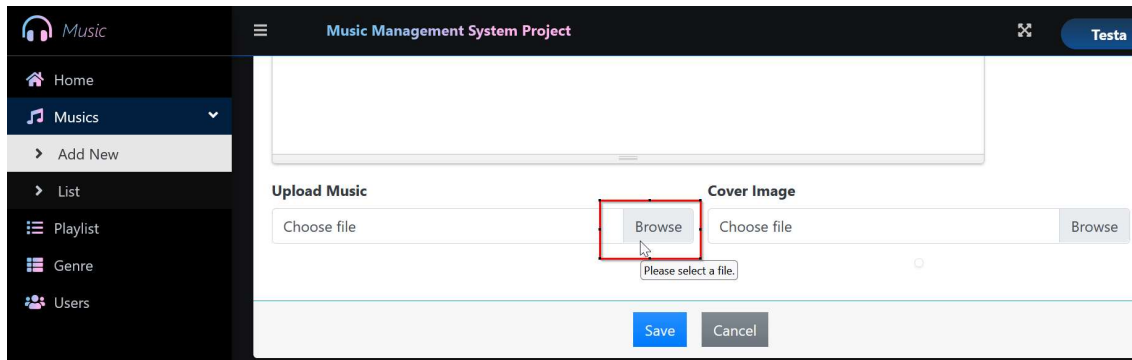 Music
Music Management System Project
Testa
Home
Musics
Add New
List
Playlist
Genre
Users
Upload Music
Cover Image
Choose file
Browse
Choose file
Browse
Please select a file.
Save
Cancel